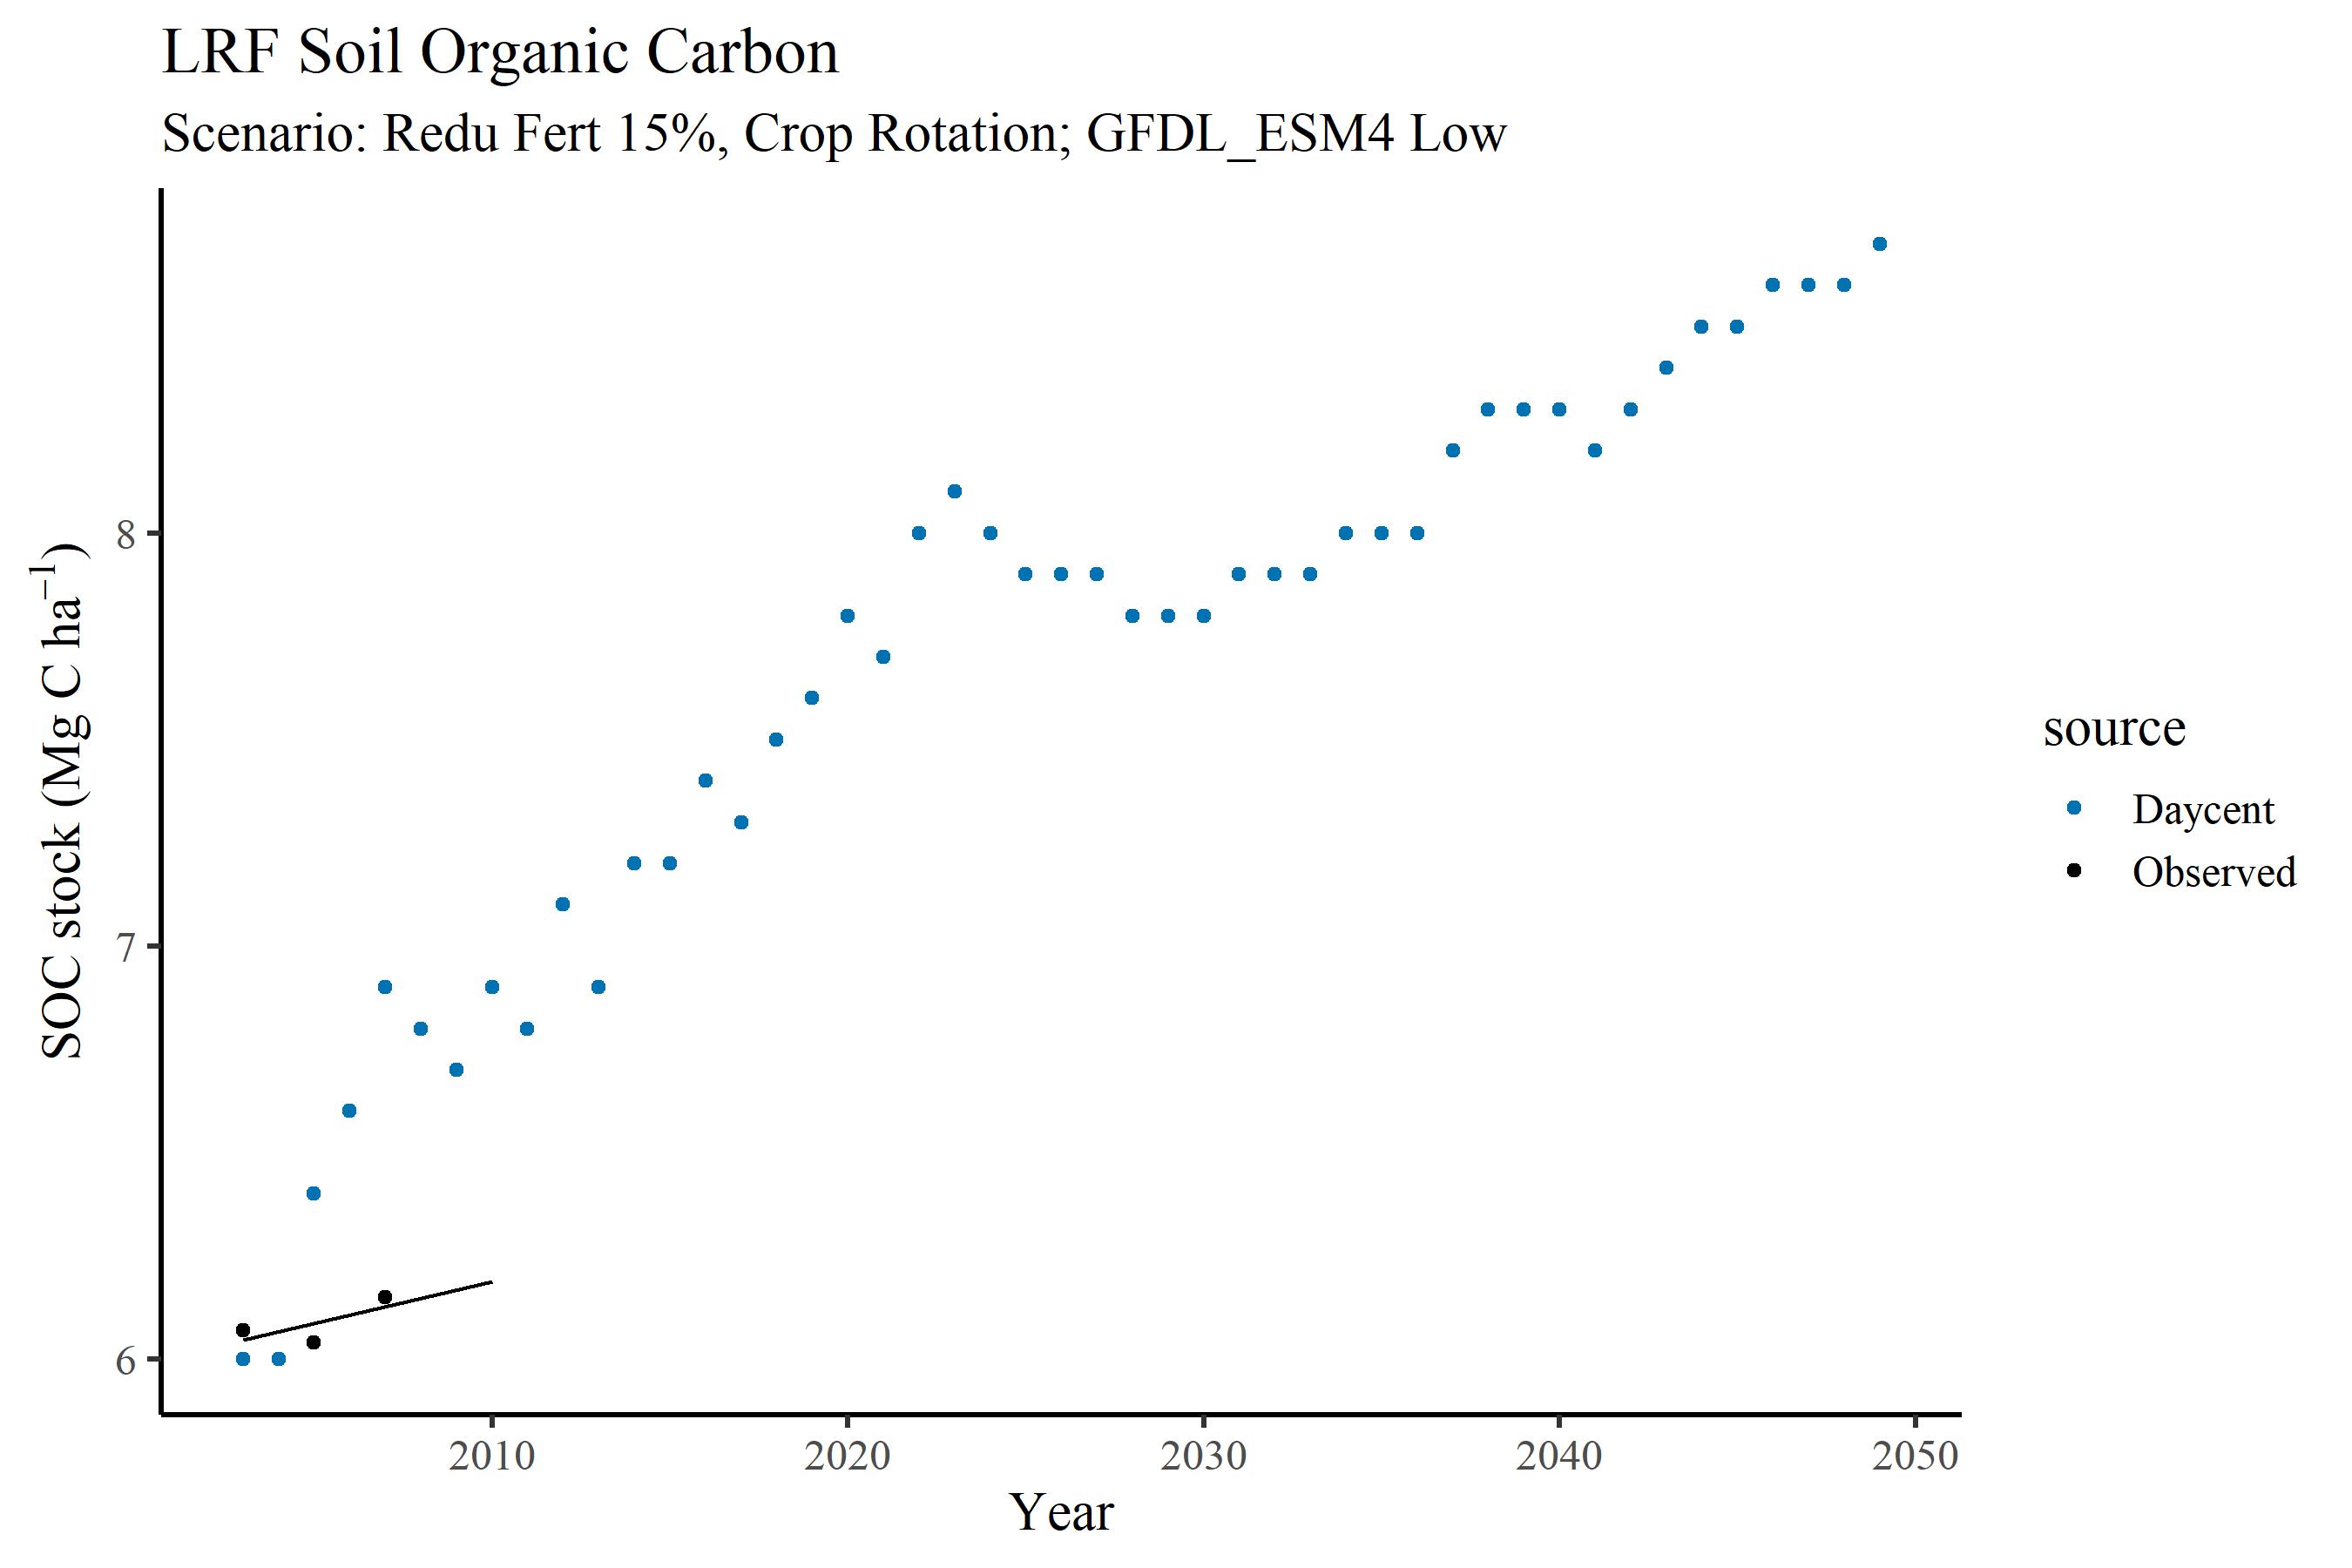 LRF Soil Organic Carbon
Scenario: Redu Fert 15%, Crop Rotation; GFDL_ESM4 Low
SOC stock (Mg C ha⁻¹)
8
7
6
2010 2020 2030 2040 2050
Year
source
Daycent
Observed